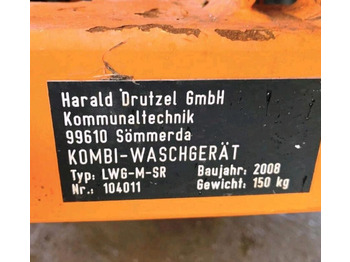 Harald Drutzel GmbH
Kommunaltechnik
99610 Sömmerda
KOMBI-WASCHGERÄT
Typ: LWG-M-SR Baujahr: 2008
Nr.: 104011 Gewicht: 150 kg